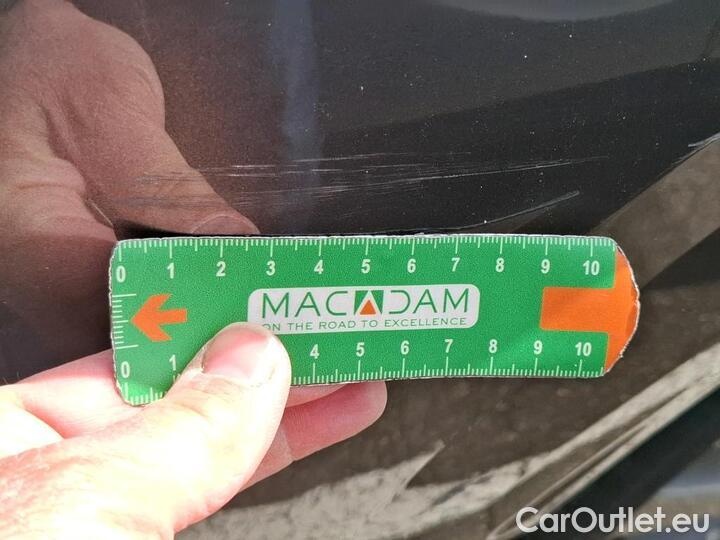 0 1 2 3 4 5 6 7 8 9 10
MACADAM
ON THE ROAD TO EXCELLENCE
0 1 4 5 6 7 8 9 10
CarOutlet.eu